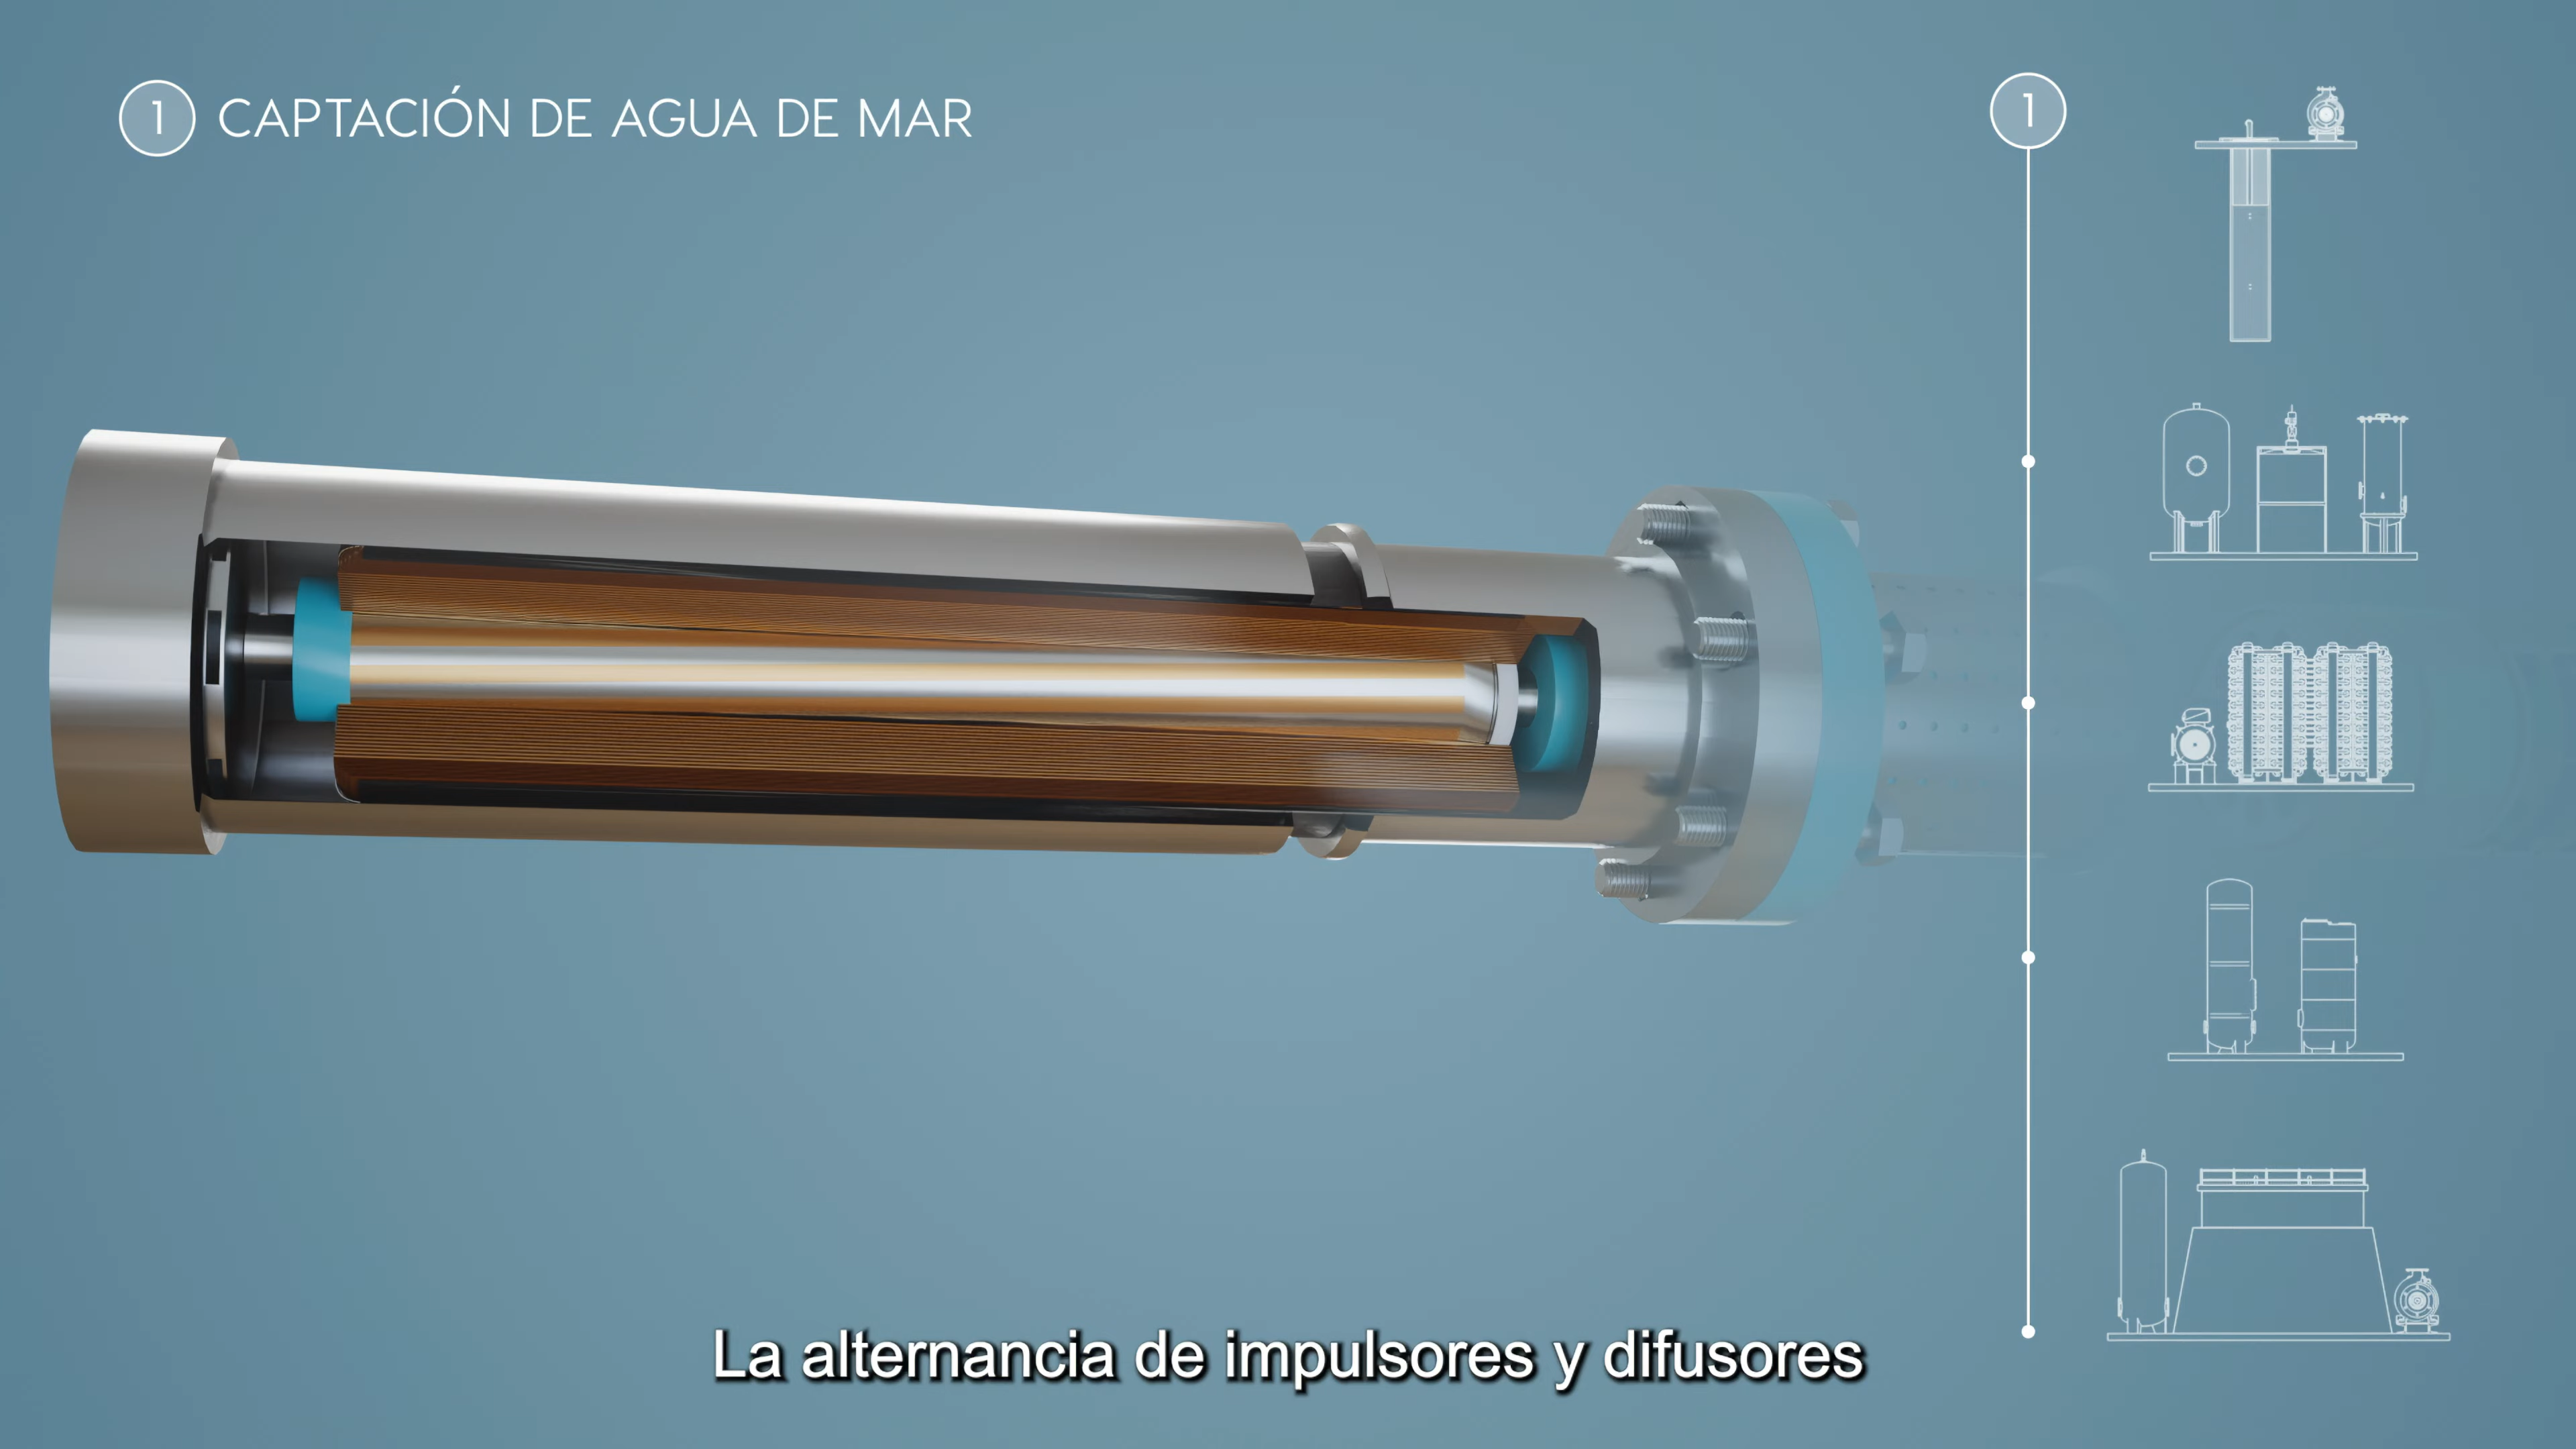 1 CAPTACIÓN DE AGUA DE MAR
1
La alternancia de impulsores y difusores